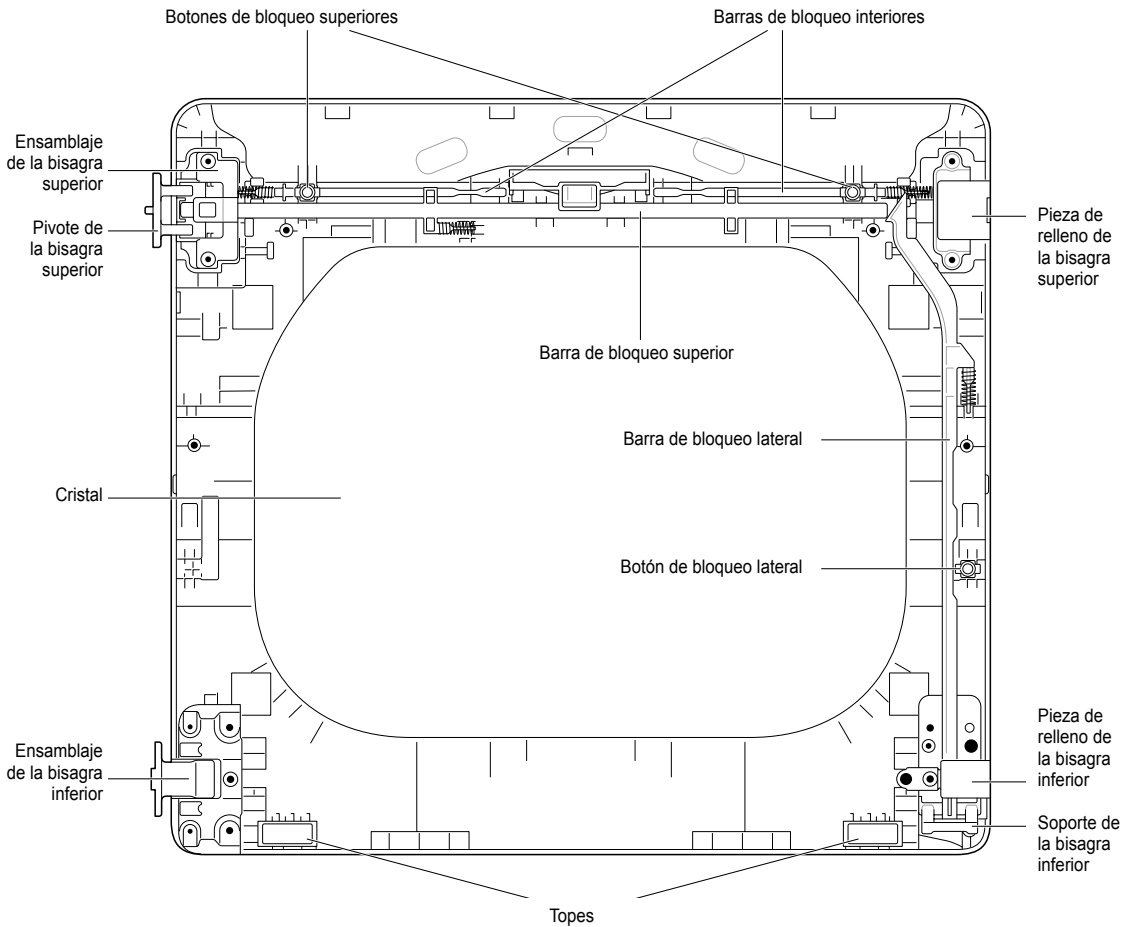 Botones de bloqueo superiores
Barras de bloqueo interiores
Ensamblaje
de la bisagra
superior
Pivote de
la bisagra
superior
Pieza de
relleno de
la bisagra
superior
Barra de bloqueo superior
Barra de bloqueo lateral
Cristal
Botón de bloqueo lateral
Ensamblaje
de la bisagra
inferior
Pieza de
relleno de
la bisagra
inferior
Soporte de
la bisagra
inferior
Topes